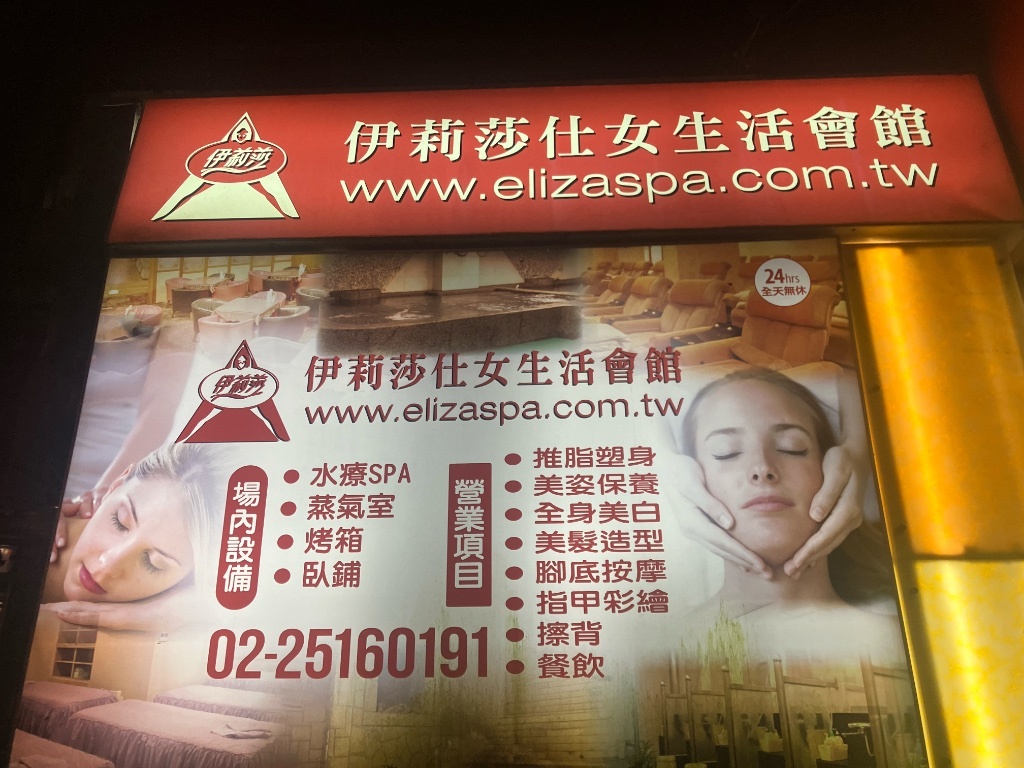 伊莉莎
伊莉莎仕女生活會館
www.elizaspa.com.tw
24hrs
全天無休
伊莉莎
伊莉莎仕女生活會館
www.elizaspa.com.tw
場內設備
● 水療SPA
● 蒸氣室
● 烤箱
● 臥鋪
營業項目
● 推脂塑身
● 美姿保養
● 全身美白
● 美髮造型
● 腳底按摩
● 指甲彩繪
● 擦背
● 餐飲
02-25160191